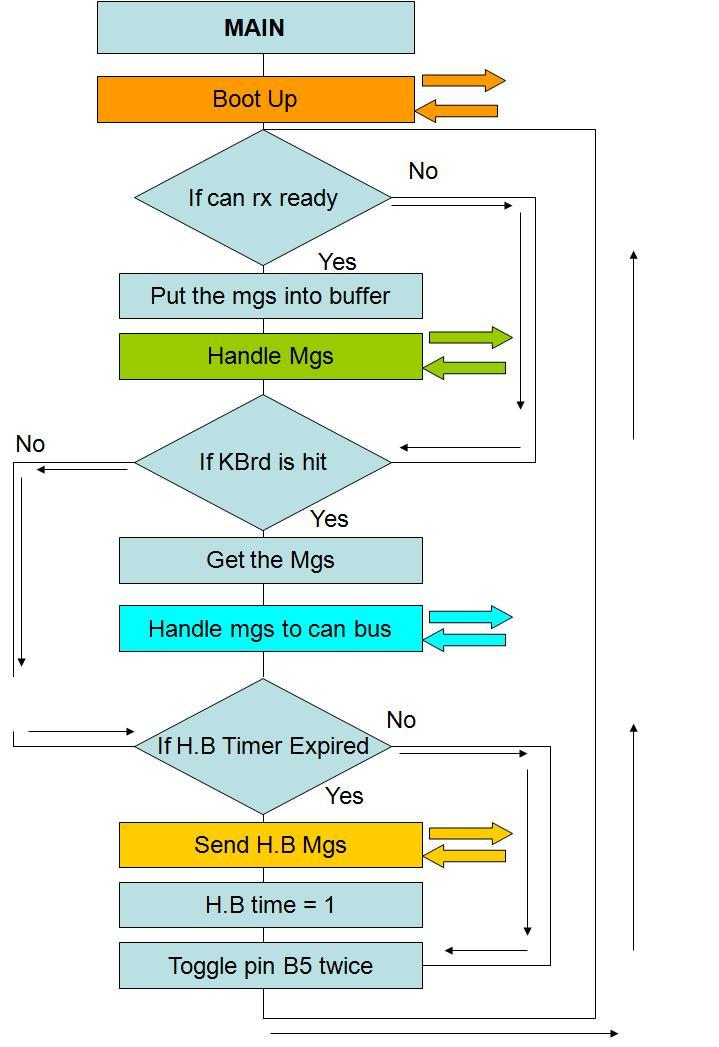 MAIN
Boot Up
No
If can rx ready
Yes
Put the mgs into buffer
Handle Mgs
No
If KBrd is hit
Yes
Get the Mgs
Handle mgs to can bus
No
If H.B Timer Expired
Yes
Send H.B Mgs
H.B time = 1
Toggle pin B5 twice